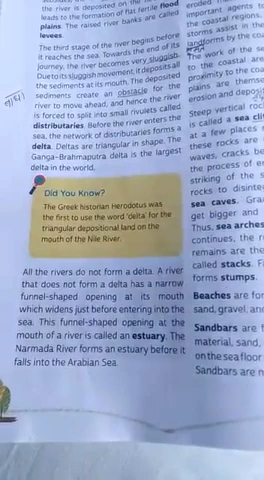 the river is deposited on the
leads to the formation of flat fertile flood
plains. The raised river banks are called
levees.
The third stage of the river begins before
it reaches the sea. Towards the end of its
journey, the river becomes very sluggish.
Due to its sluggish movement, it deposits all
the sediments at its mouth. The deposited
sediments create an obstacle for the
river to move ahead, and hence the river
is forced to split into small rivulets called
distributaries. Before the river enters the
sea, the network of distributaries forms a
delta. Deltas are triangular in shape. The
Ganga-Brahmaputra delta is the largest
delta in the world.
Did You Know?
The Greek historian Herodotus was
the first to use the word 'delta' for the
triangular depositional land on the
mouth of the Nile River.
All the rivers do not form a delta. A river
that does not form a delta has a narrow
funnel-shaped opening at its mouth
which widens just before entering into the
sea. This funnel-shaped opening at the
mouth of a river is called an estuary. The
Narmada River forms an estuary before it
falls into the Arabian Sea.
important agents
the coastal regions.
storms assist in the
landforms by the
The work of the
to the coastal
proximity to the
plains are
erosion and
Steep vertical
is called a sea
at a few places
these rocks are
waves, cracks
the process of
striking of the
rocks to
sea caves.
get bigger and
Thus, sea arches
continues, the
remains are the
called stacks.
forms stumps.
Beaches are
sand, gravel,
Sandbars are
material, sand,
on the sea floor
Sandbars are